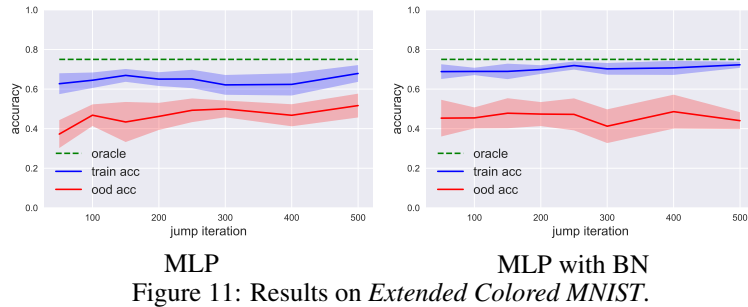 1.0
0.8
0.6
0.4
0.2
0.0
accuracy
oracle
train acc
ood acc
100 200 300 400 500
jump iteration
MLP
1.0
0.8
0.6
0.4
0.2
0.0
accuracy
oracle
train acc
ood acc
100 200 300 400 500
jump iteration
MLP with BN
Figure 11: Results on Extended Colored MNIST.